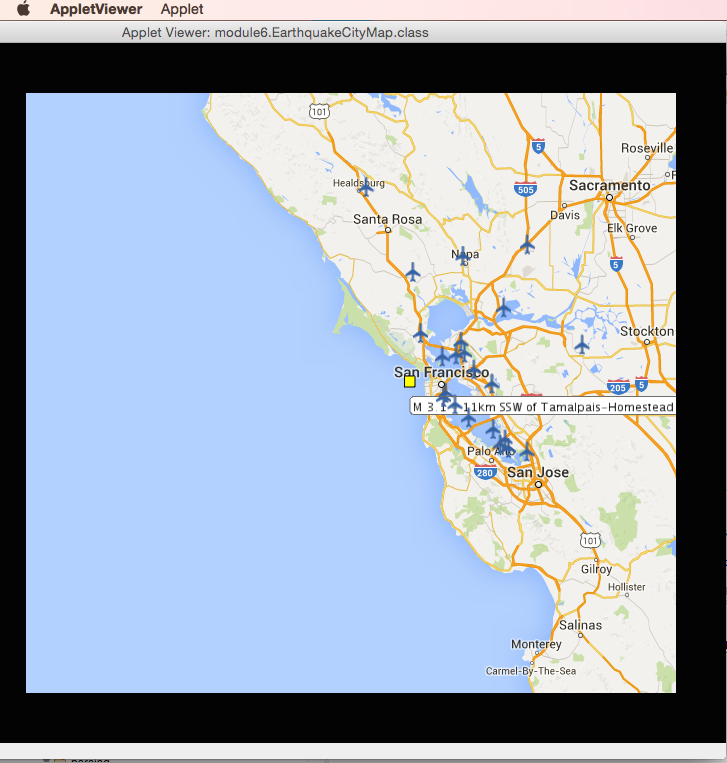 AppletViewer Applet
Applet Viewer: module6.EarthquakeCityMap.class
101
5
Roseville
Healdsburg
505
Sacramento
Davis
Santa Rosa
Elk Grove
Napa
5
Stockton
San Francisco
205
5
M 3.1 - 11km SSW of Tamalpais-Homestead
Palo Alto
280
San Jose
101
Gilroy
Hollister
Salinas
Monterey
Carmel-By-The-Sea